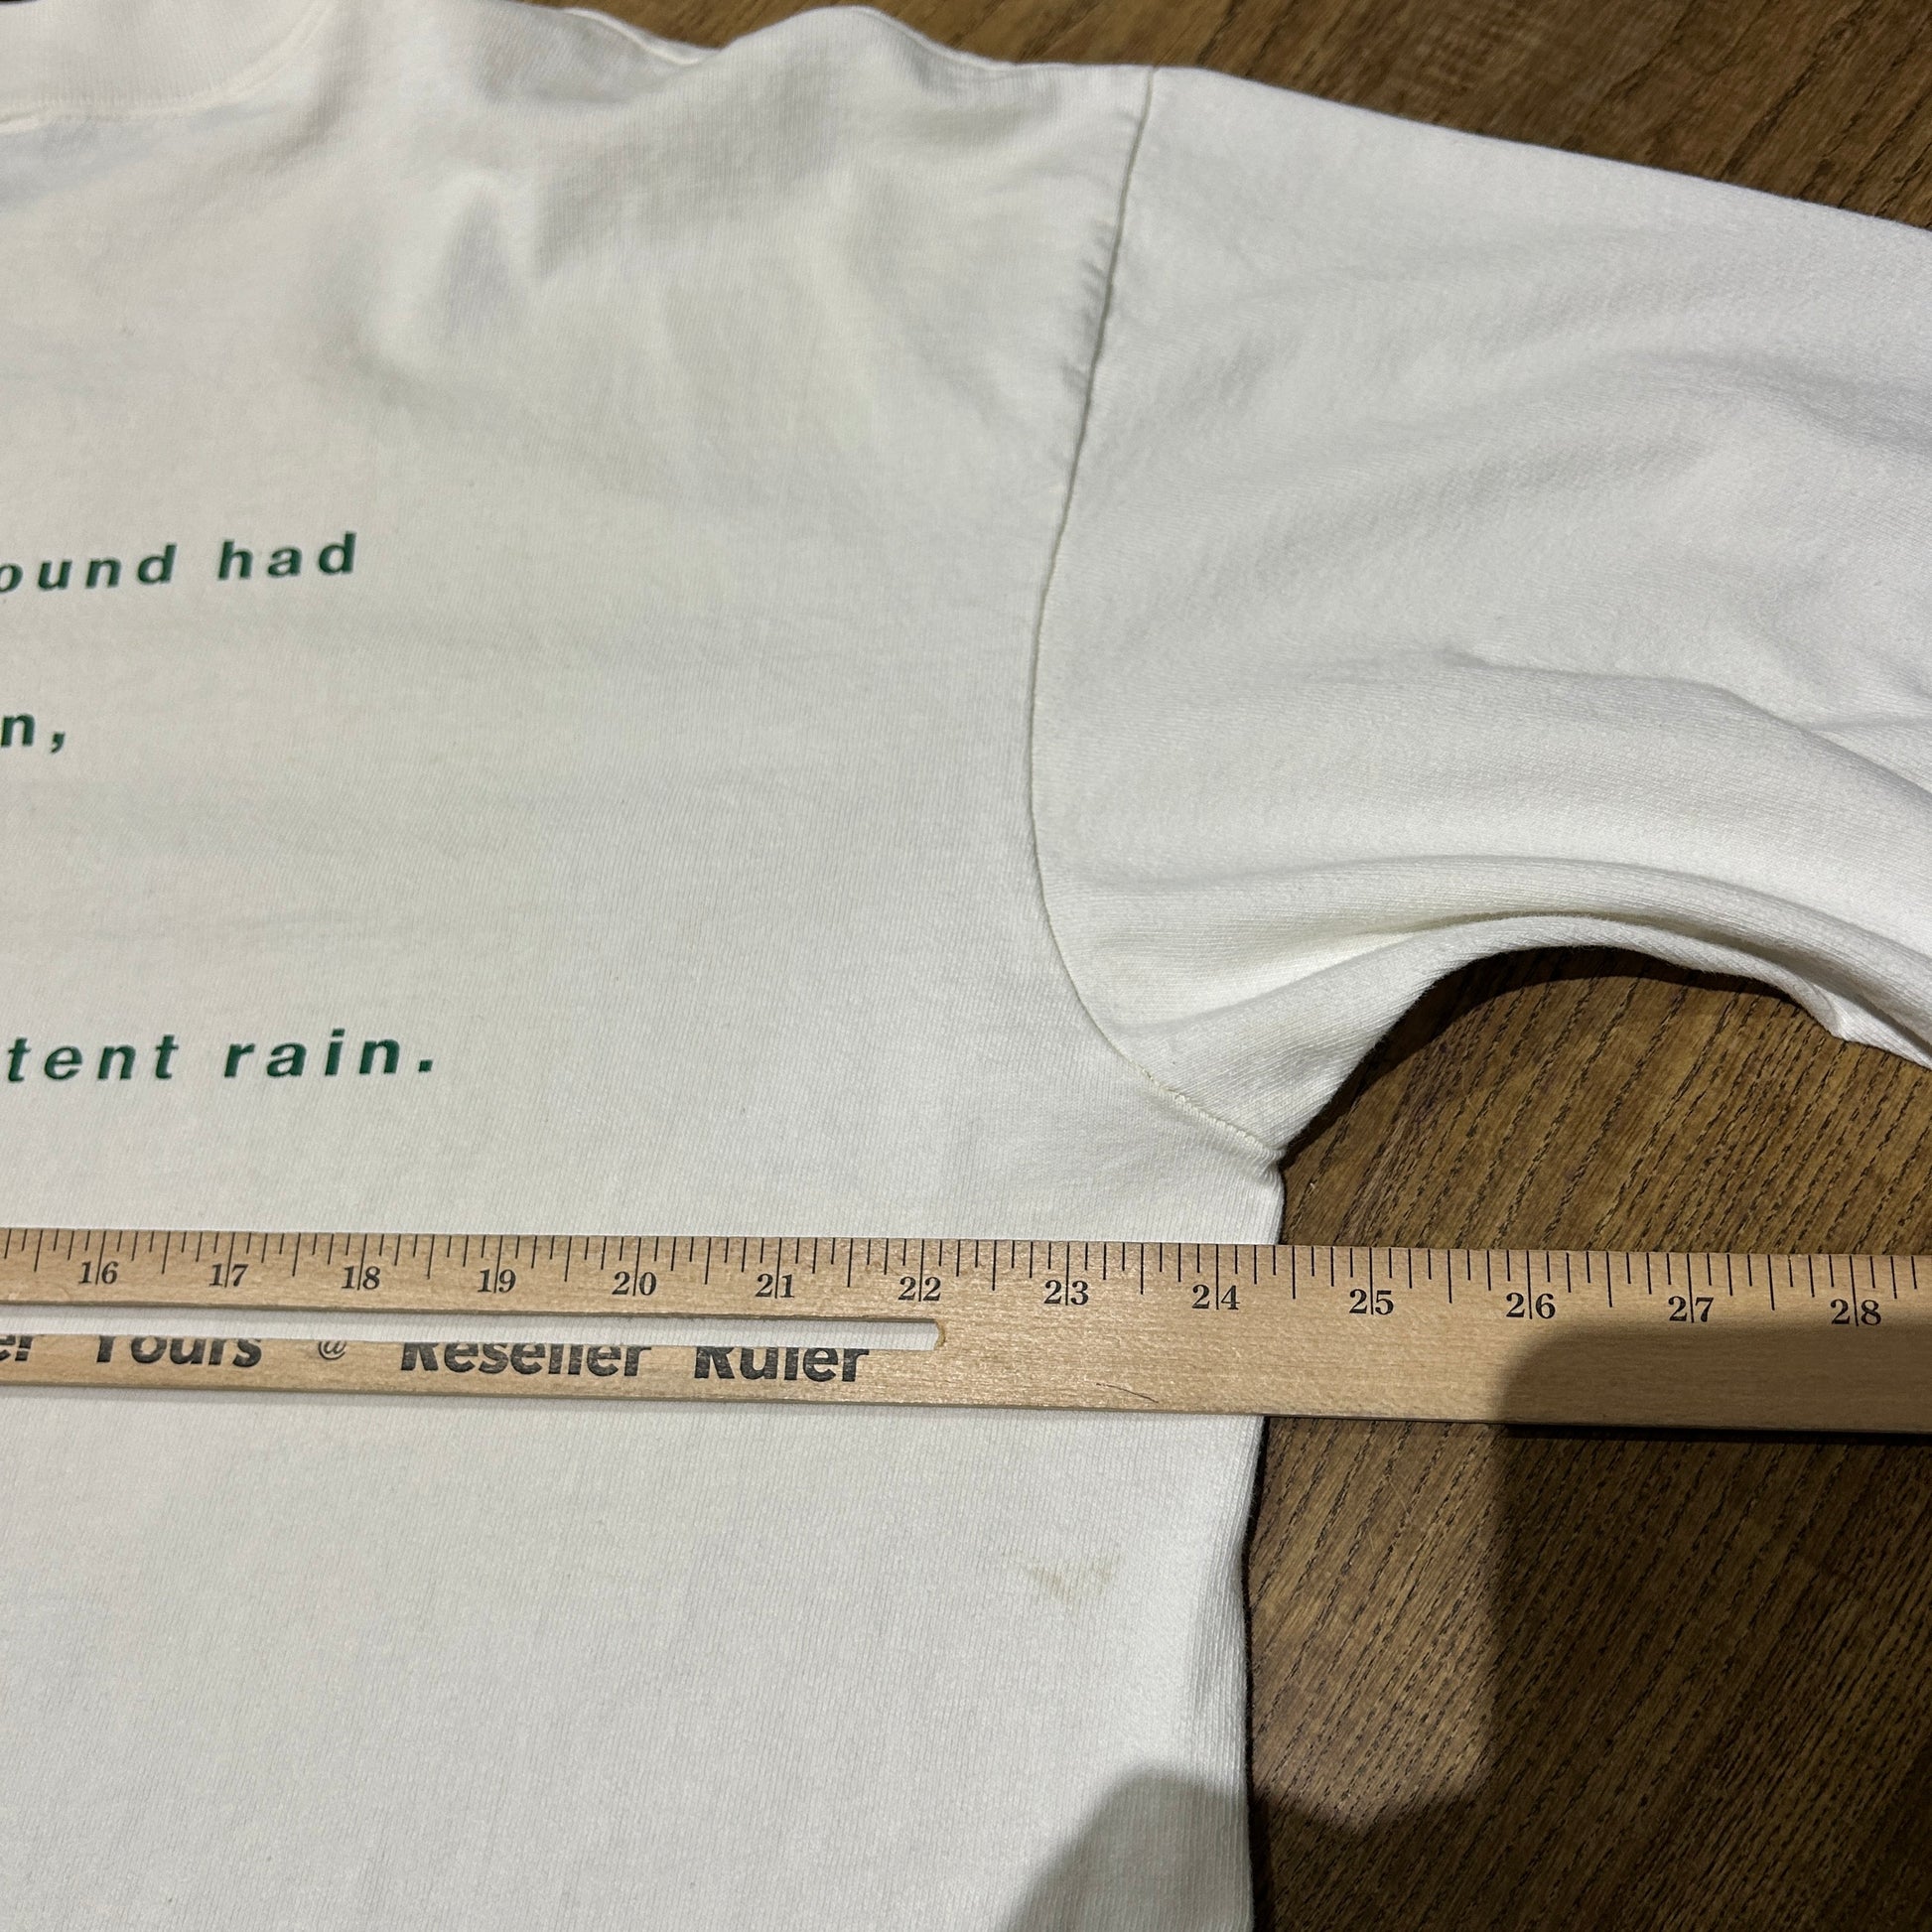 ound had
n,
tent rain.
16 17 18 19 20 21 22 23 24 25 26 27 28
Yours @ Reseller Ruler